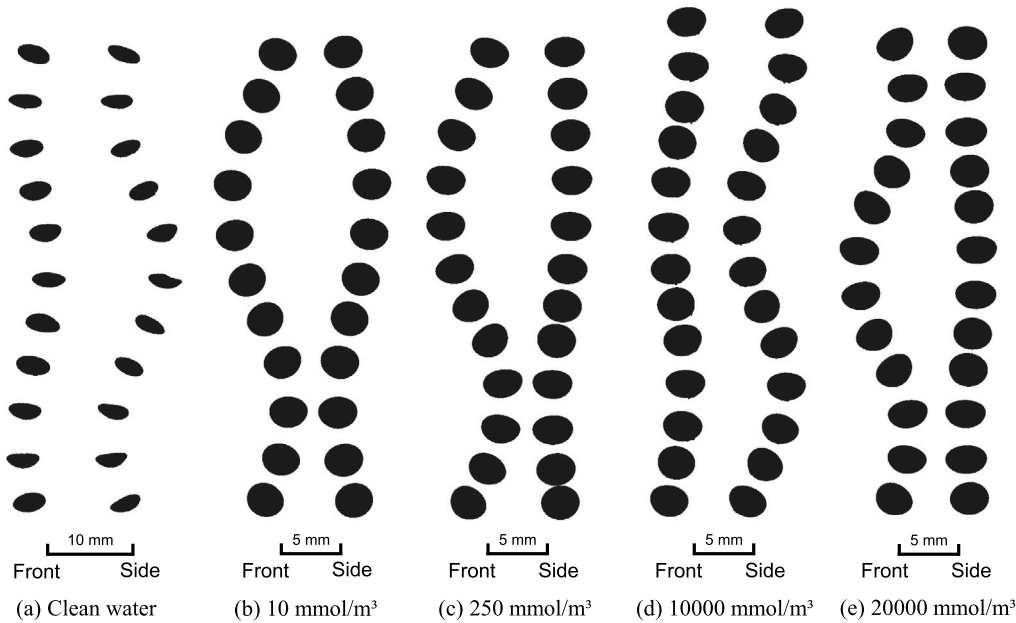 10 mm 5 mm 5 mm 5 mm 5 mm
Front Side Front Side Front Side Front Side Front Side
(a) Clean water (b) 10 mmol/m³ (c) 250 mmol/m³ (d) 10000 mmol/m³ (e) 20000 mmol/m³